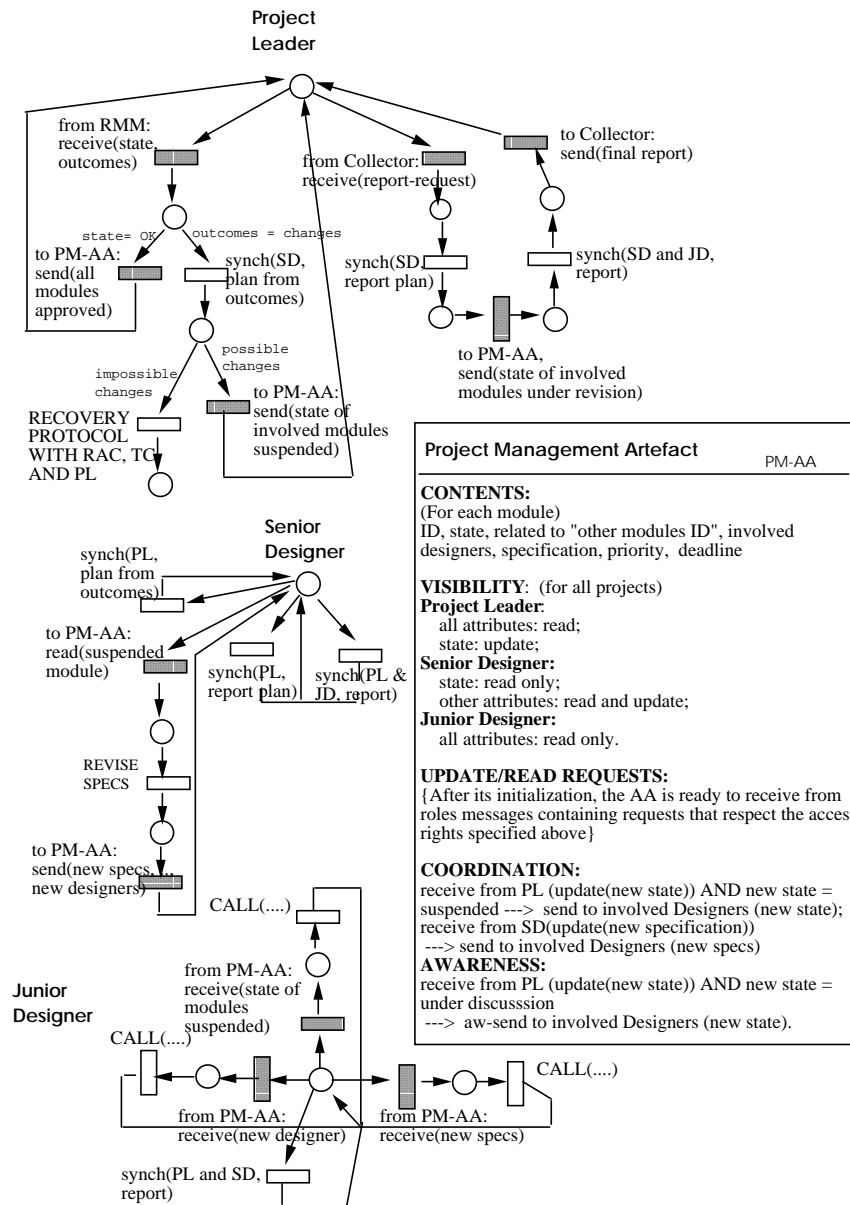 Project
Leader
from RMM:
receive(state,
outcomes)
from Collector:
receive(report-request)
to Collector:
send(final report)
state= OK
outcomes = changes
to PM-AA:
send(all
modules
approved)
synch(SD,
plan from
outcomes)
synch(SD,
report plan)
synch(SD and JD,
report)
to PM-AA,
send(state of involved
modules under revision)
impossible
changes
possible
changes
RECOVERY
PROTOCOL
WITH RAC, TC
AND PL
to PM-AA:
send(state of
involved modules
suspended)
Senior
Designer
synch(PL,
plan from
outcomes)
to PM-AA:
read(suspended
module)
synch(PL,
report plan)
synch(PL &
JD, report)
REVISE
SPECS
to PM-AA:
send(new specs, ...,
new designers)
Junior
Designer
CALL(....)
from PM-AA:
receive(state of
modules
suspended)
CALL(....)
CALL(....)
from PM-AA:
receive(new designer)
from PM-AA:
receive(new specs)
synch(PL and SD,
report)
Project Management Artefact
PM-AA
CONTENTS:
(For each module)
ID, state, related to "other modules ID", involved
designers, specification, priority, deadline
VISIBILITY: (for all projects)
Project Leader:
all attributes: read;
state: update;
Senior Designer:
state: read only;
other attributes: read and update;
Junior Designer:
all attributes: read only.
UPDATE/READ REQUESTS:
{After its initialization, the AA is ready to receive from
roles messages containing requests that respect the acces
rights specified above}
COORDINATION:
receive from PL (update(new state)) AND new state =
suspended ---> send to involved Designers (new state);
receive from SD(update(new specification))
---> send to involved Designers (new specs)
AWARENESS:
receive from PL (update(new state)) AND new state =
under discusssion
---> aw-send to involved Designers (new state).